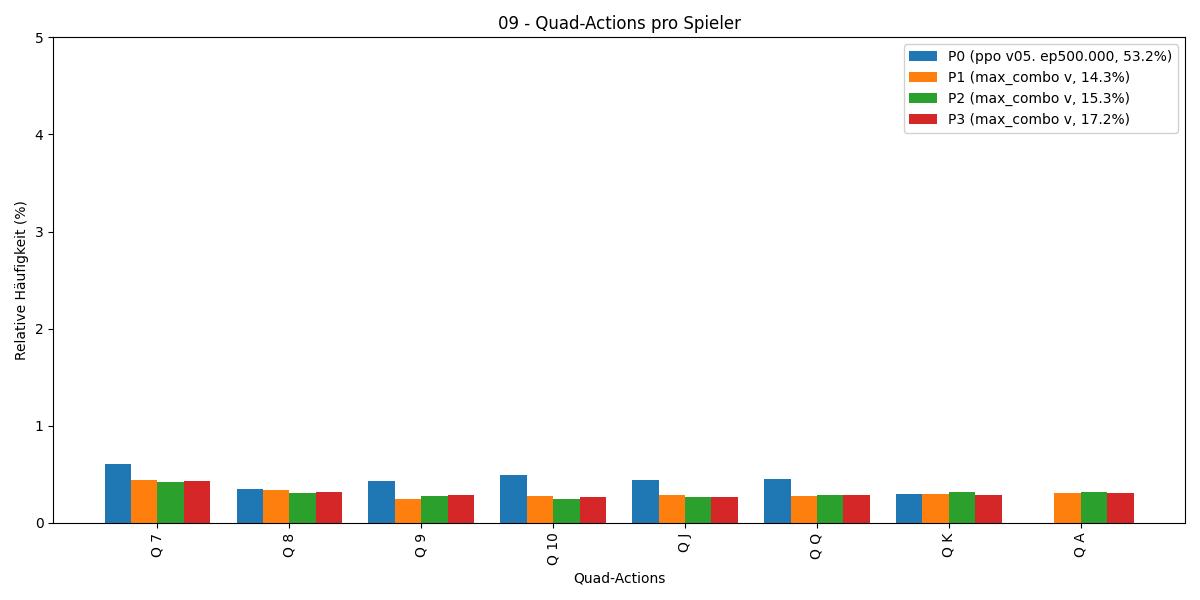 09 - Quad-Actions pro Spieler
P0 (ppo v05. ep500.000, 53.2%)
P1 (max_combo v, 14.3%)
P2 (max_combo v, 15.3%)
P3 (max_combo v, 17.2%)
Relative Häufigkeit (%)
5
4
3
2
1
0
Q 7
Q 8
Q 9
Q 10
Q J
Q Q
Q K
Q A
Quad-Actions